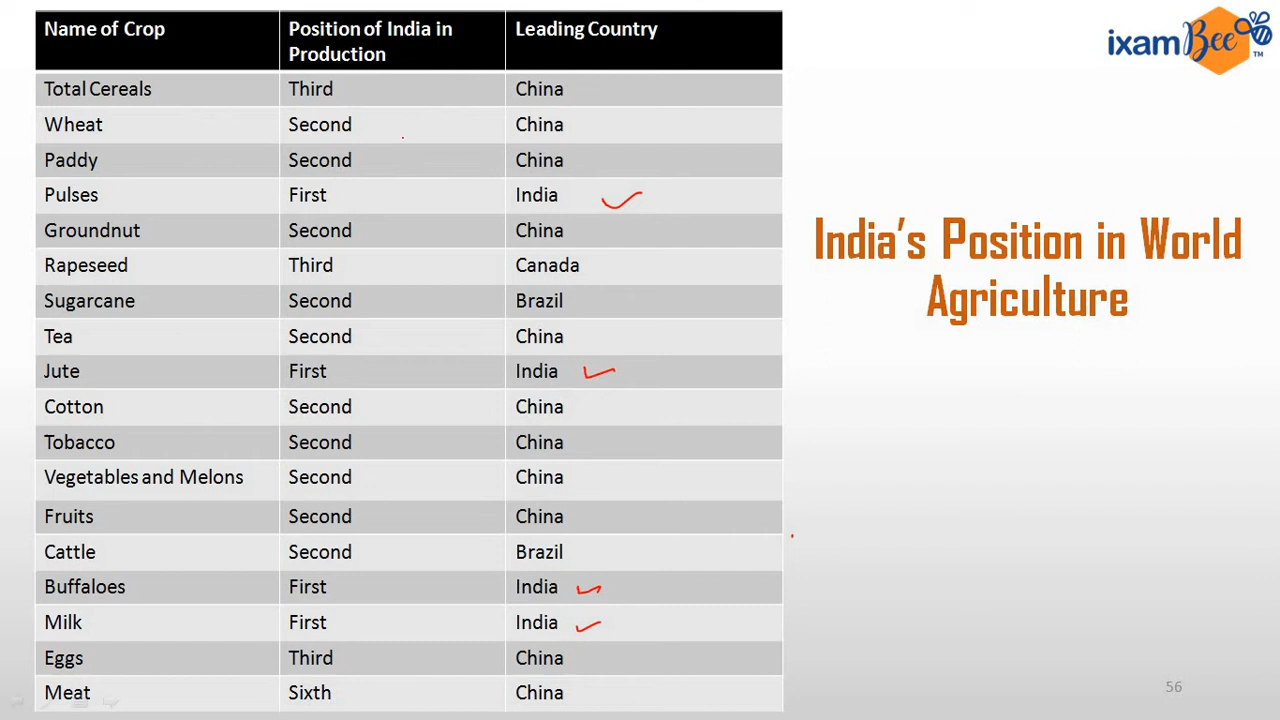 Name of Crop Position of India in Production Leading Country
Total Cereals Third China
Wheat Second China
Paddy Second China
Pulses First India
Groundnut Second China
Rapeseed Third Canada
Sugarcane Second Brazil
Tea Second China
Jute First India
Cotton Second China
Tobacco Second China
Vegetables and Melons Second China
Fruits Second China
Cattle Second Brazil
Buffaloes First India
Milk First India
Eggs Third China
Meat Sixth China
ixamBee™
India's Position in World
Agriculture
56